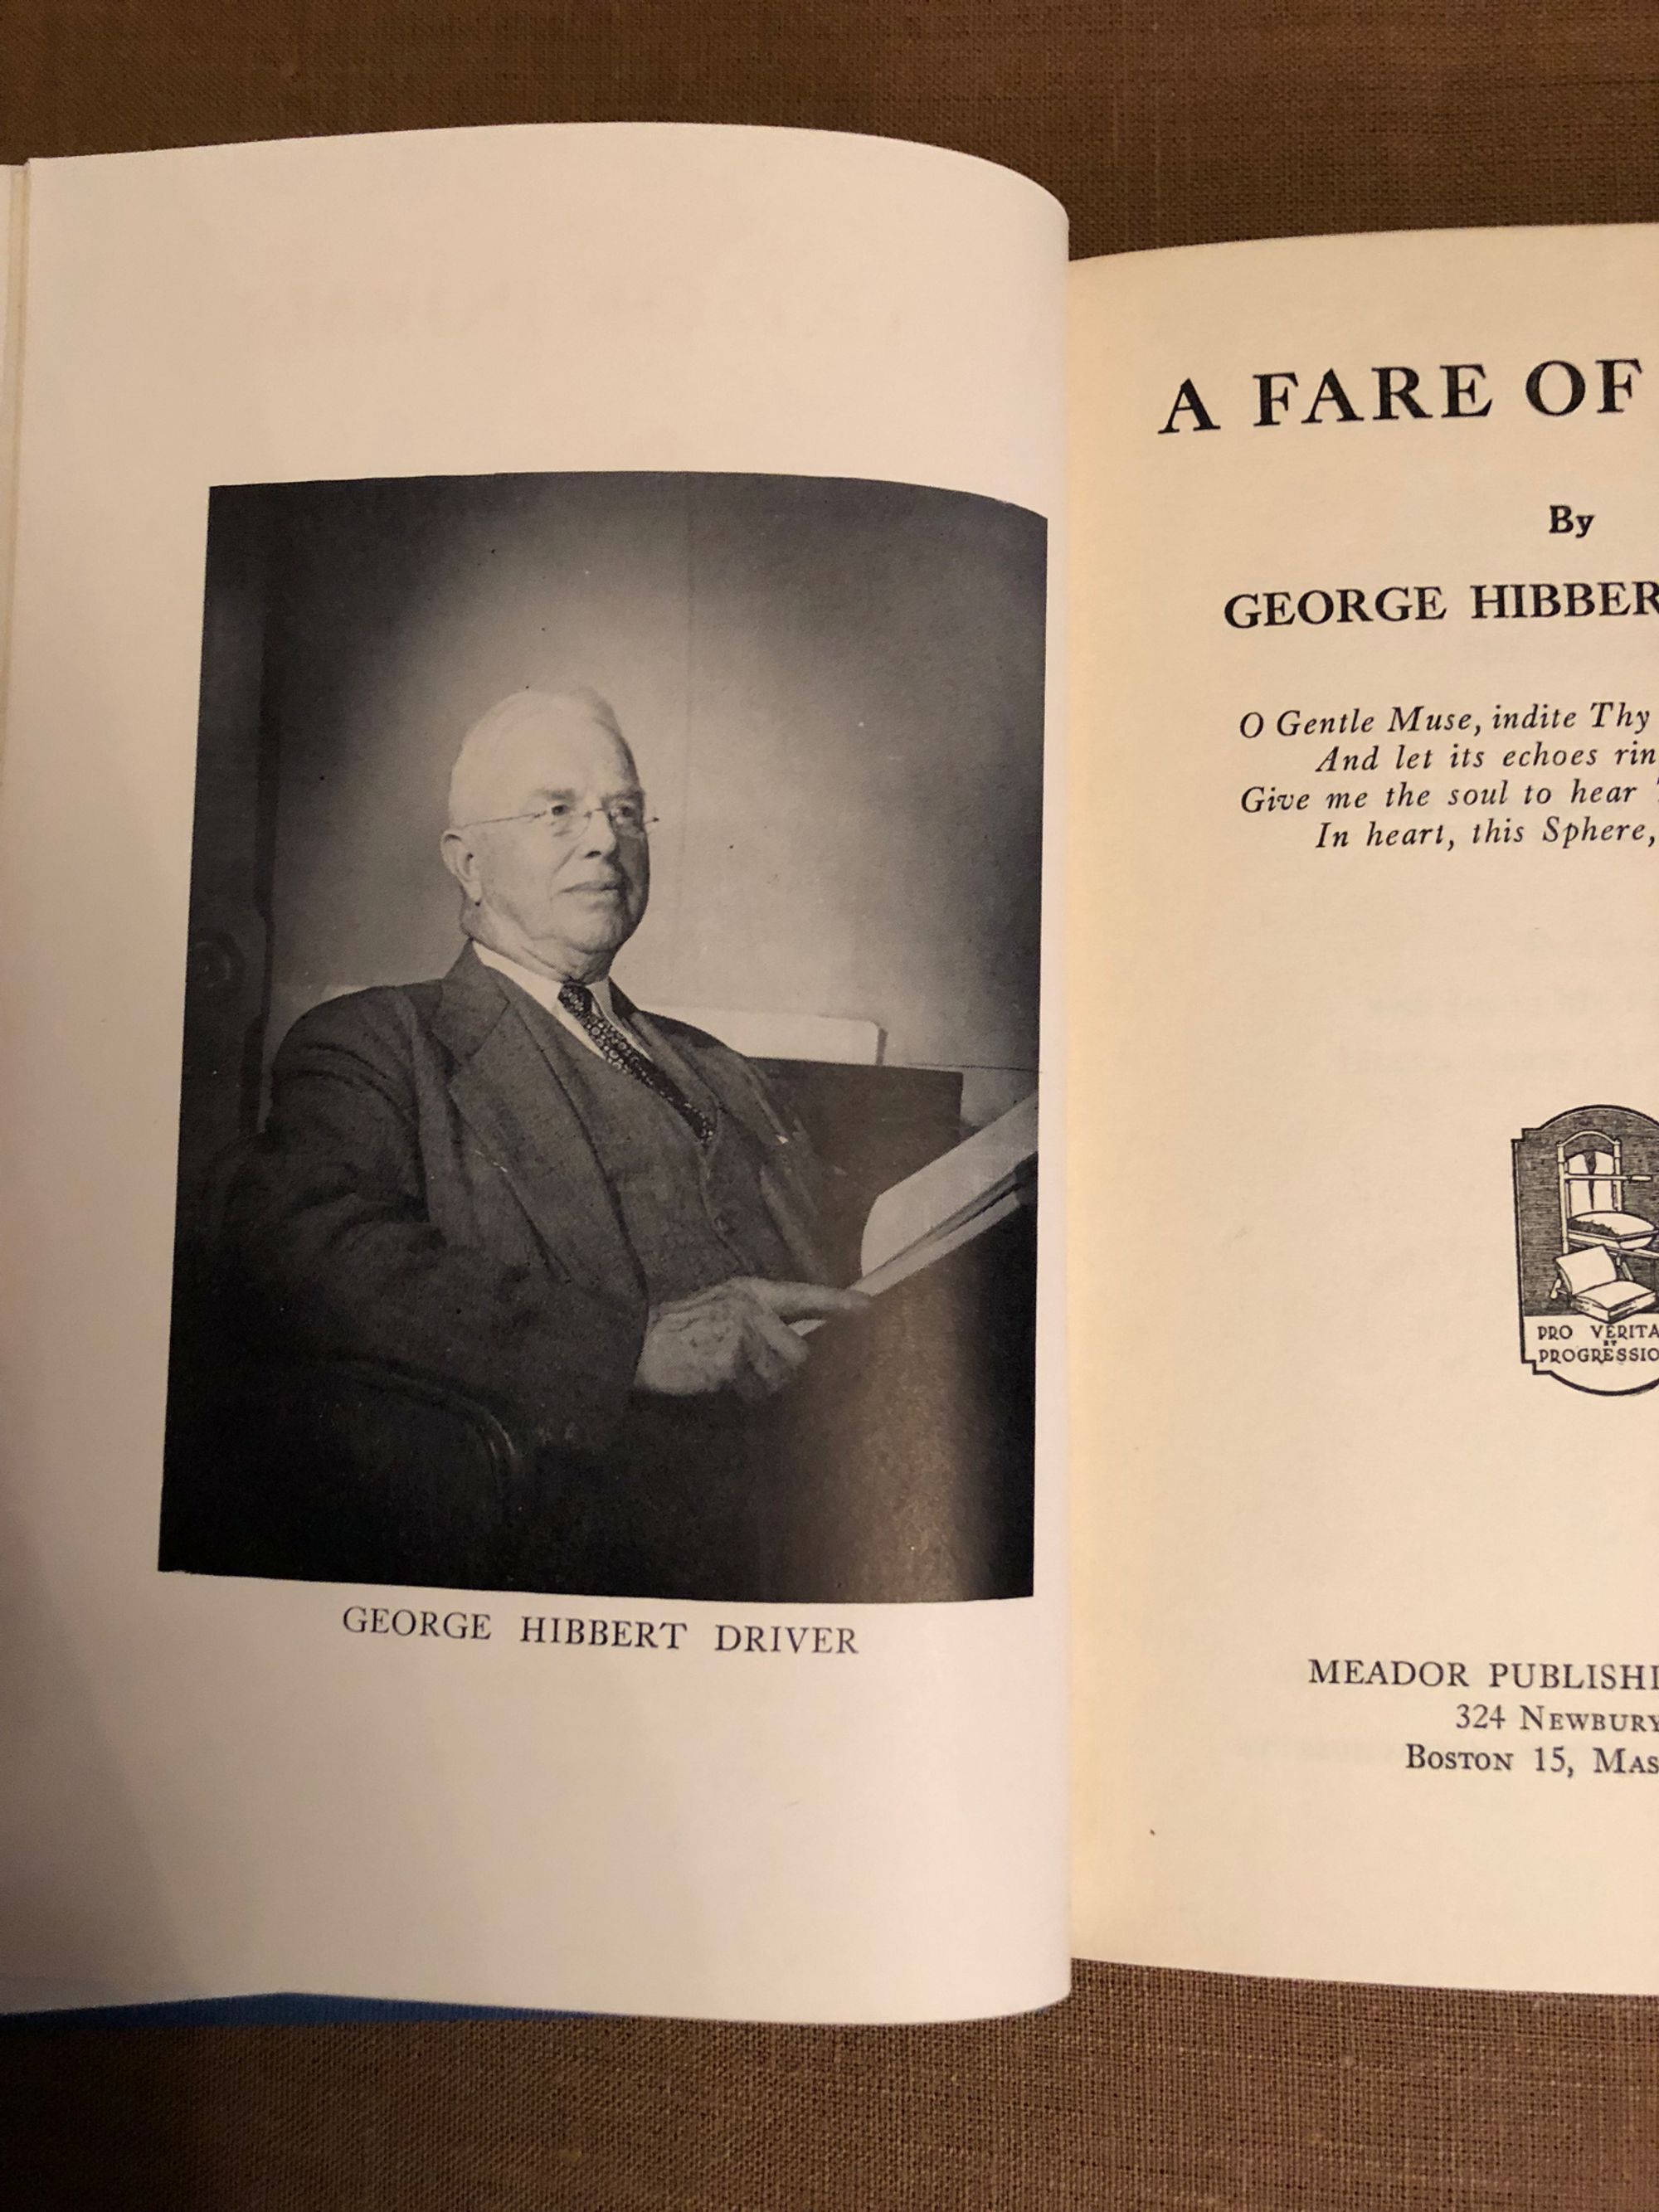 GEORGE HIBBERT DRIVER
A FARE OF
By
GEORGE HIBBER
O Gentle Muse, indite Thy
And let its echoes rin
Give me the soul to hear
In heart, this Sphere,
PRO VERITA
BY
PROGRESSIO
MEADOR PUBLISHI
324 NEWBURY
BOSTON 15, MAS